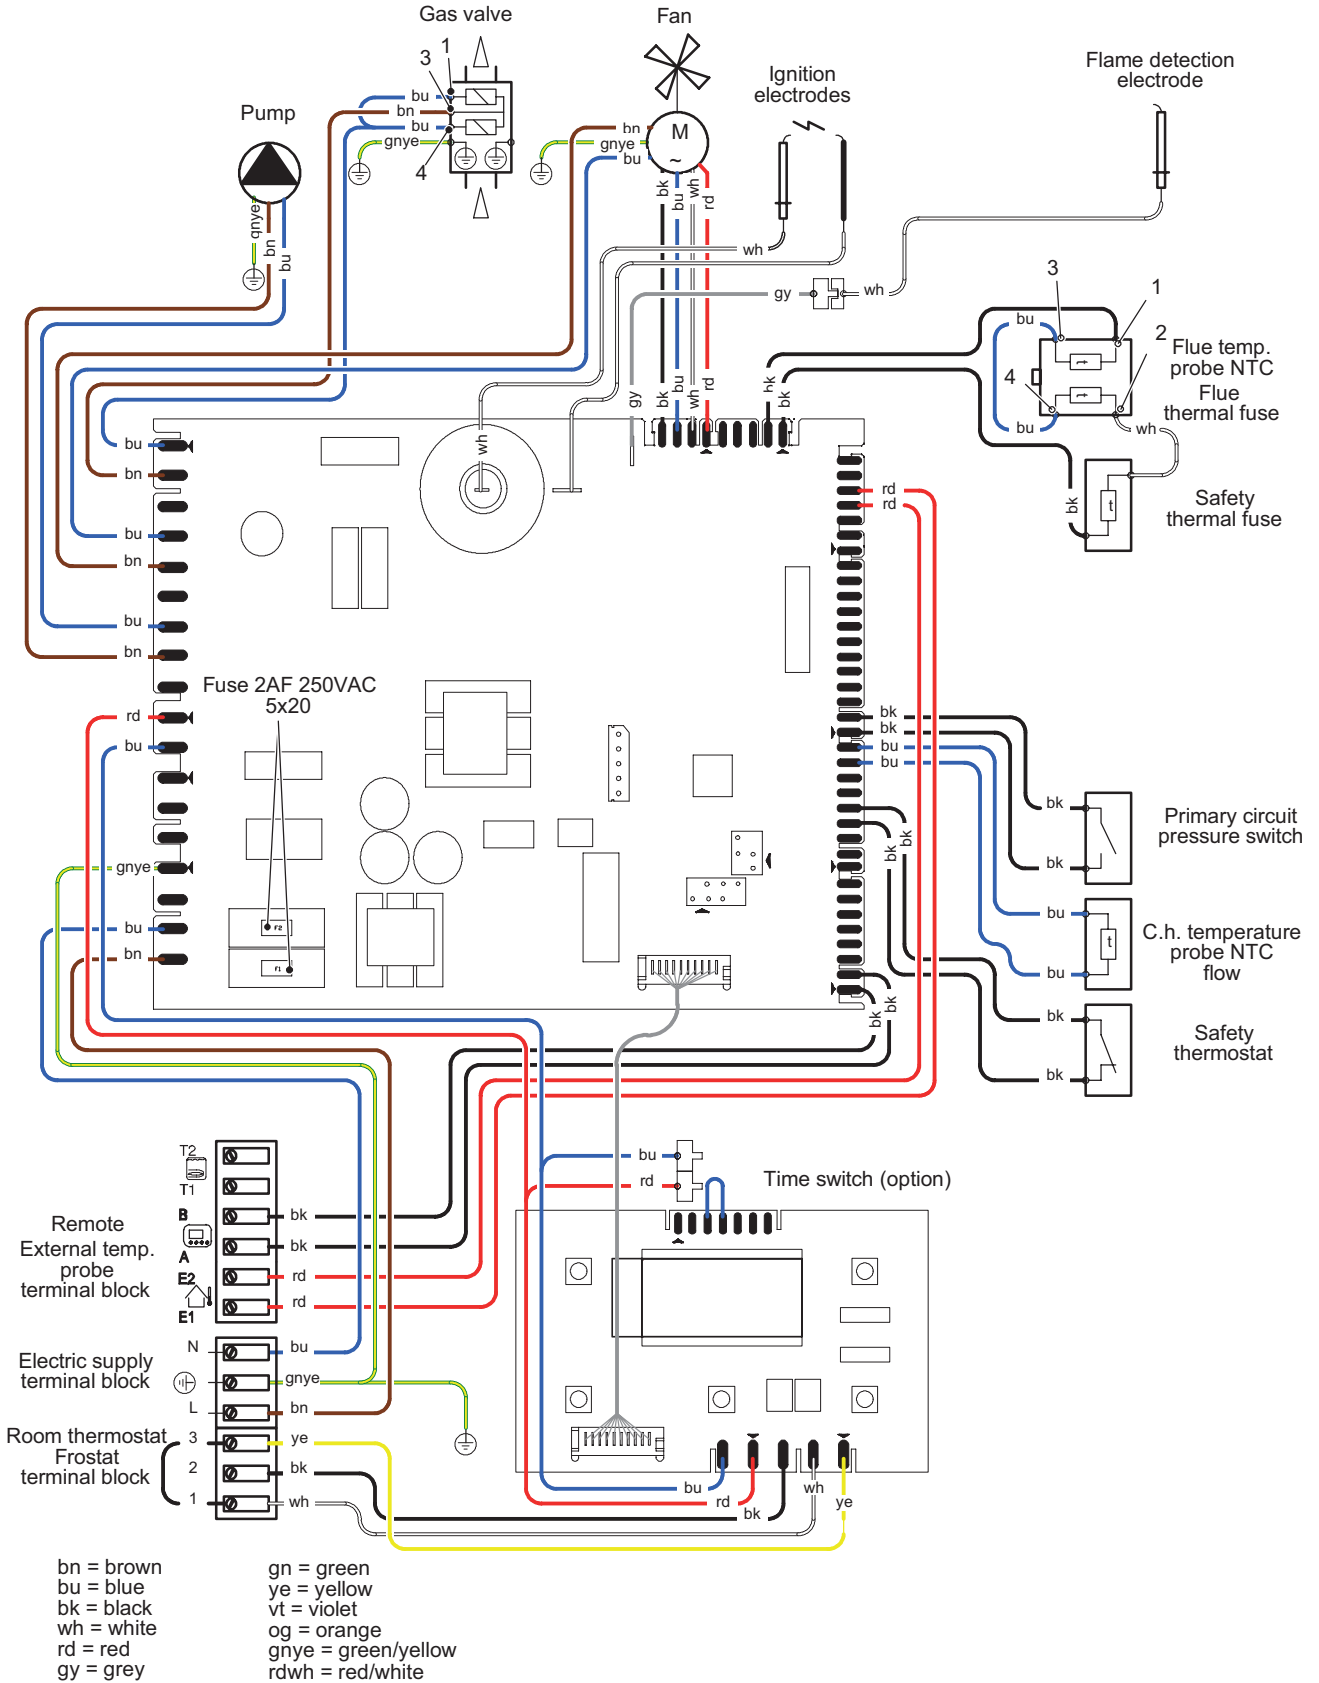 Gas valve
Fan
1
3
Ignition
electrodes
Flame detection
electrode
bu
bn
bu
gnye
4
Pump
bn
gnye
bu
M
~
bk
bu
wh
rd
gnye
bn
bu
wh
gy
wh
3
1
bu
2
Flue temp.
probe NTC
Flue
thermal fuse
4
bu
wh
gy
bk
bu
wh
rd
bk
bk
wh
bu
bn
rd
rd
bk
t
Safety
thermal fuse
bu
bn
bu
bn
Fuse 2AF 250VAC
5x20
rd
bu
bk
bk
bu
bu
bk
bk
Primary circuit
pressure switch
bk
bk
gnye
bu
bn
F2
F1
bu
bu
t
C.h. temperature
probe NTC
flow
bk
bk
bk
bk
Safety
thermostat
T2
T1
B
A
E2
E1
Remote
External temp.
probe
terminal block
bk
bk
rd
rd
bu
rd
Time switch (option)
N
L
Electric supply
terminal block
bu
gnye
bn
Room thermostat
Frostat
terminal block
3
2
1
ye
bk
wh
bu
rd
bk
wh
ye
bn = brown
bu = blue
bk = black
wh = white
rd = red
gy = grey
gn = green
ye = yellow
vt = violet
og = orange
gnye = green/yellow
rdwh = red/white